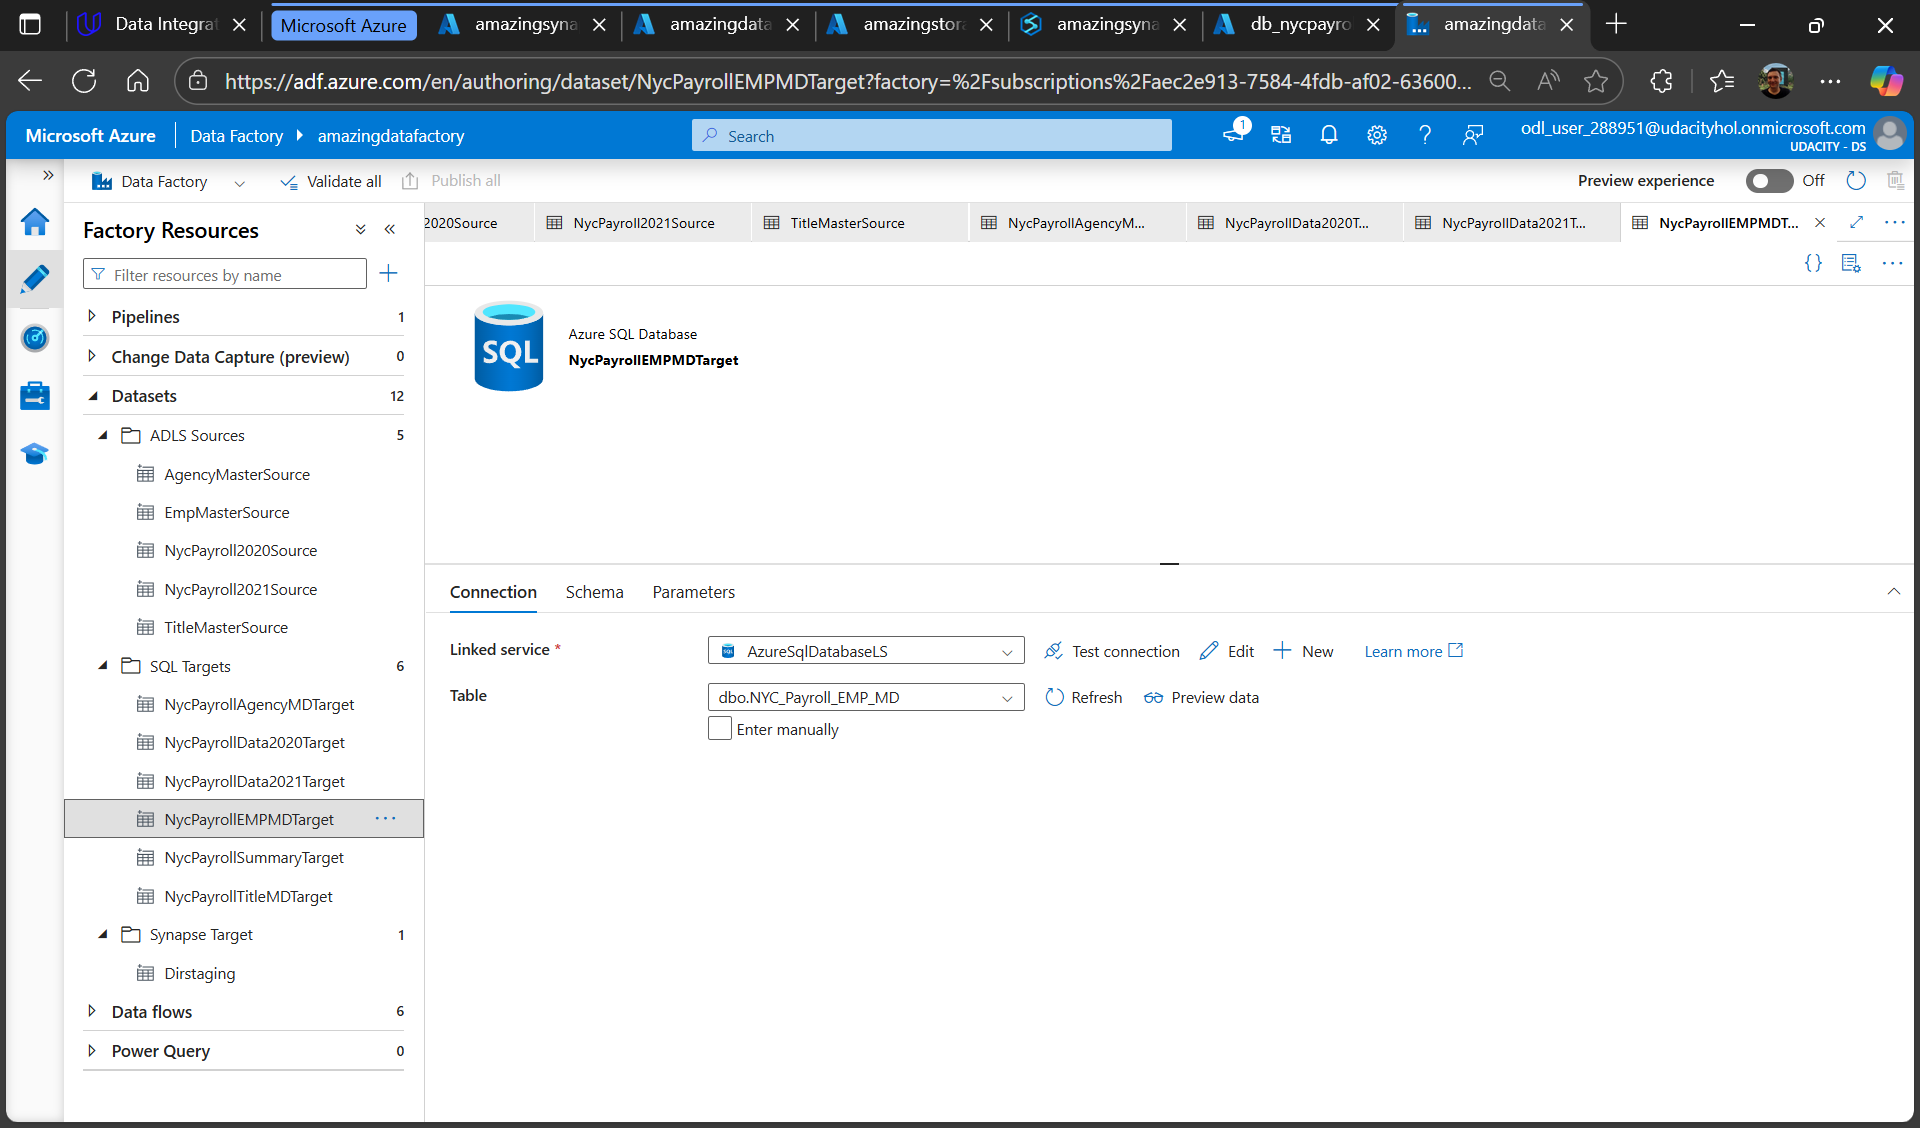 Data Integrat
Microsoft Azure
amazingsyna
amazingdata
amazingstora
amazingsyna
db_nycpayro
amazingdata
https://adf.azure.com/en/authoring/dataset/NycPayrollEMPMDTarget?factory=%2Fsubscriptions%2Faec2e913-7584-4fdb-af02-63600...
Microsoft Azure
Data Factory
amazingdatafactory
Search
1
odl_user_288951@udacityhol.onmicrosoft.com
UDACITY - DS
Data Factory
Validate all
Publish all
Preview experience
Off
Factory Resources
2020Source
NycPayroll2021Source
TitleMasterSource
NycPayrollAgencyM...
NycPayrollData2020T...
NycPayrollData2021T...
NycPayrollEMPMDT...
Filter resources by name
Pipelines 1
Change Data Capture (preview) 0
Datasets 12
ADLS Sources 5
AgencyMasterSource
EmpMasterSource
NycPayroll2020Source
NycPayroll2021Source
TitleMasterSource
SQL Targets 6
NycPayrollAgencyMDTarget
NycPayrollData2020Target
NycPayrollData2021Target
NycPayrollEMPMDTarget
NycPayrollSummaryTarget
NycPayrollTitleMDTarget
Synapse Target 1
Dirstaging
Data flows 6
Power Query 0
SQL
Azure SQL Database
NycPayrollEMPMDTarget
Connection
Schema
Parameters
Linked service *
AzureSqlDatabaseLS
Test connection
Edit
New
Learn more
Table
dbo.NYC_Payroll_EMP_MD
Refresh
Preview data
Enter manually